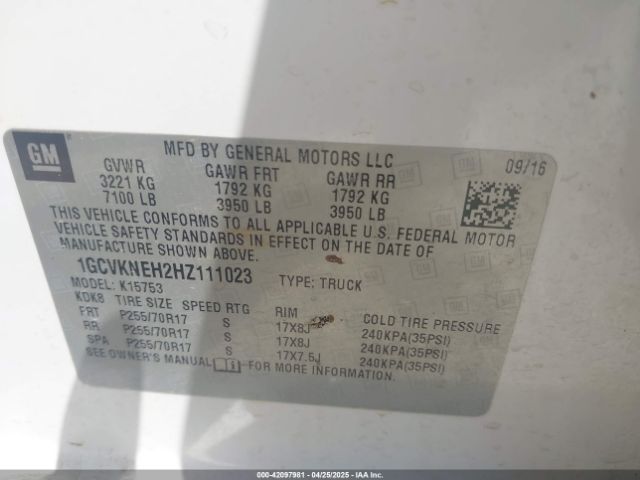 GM
MFD BY GENERAL MOTORS LLC
09/16
GVWR GAWR FRT GAWR RR
3221 KG 1792 KG 1792 KG
7100 LB 3950 LB 3950 LB
THIS VEHICLE CONFORMS TO ALL APPLICABLE U.S. FEDERAL MOTOR
VEHICLE SAFETY STANDARDS IN EFFECT ON THE DATE OF
MANUFACTURE SHOWN ABOVE.
1GCVKNEH2HZ111023 TYPE: TRUCK
MODEL: K15753
KDK8 TIRE SIZE SPEED RTG RIM COLD TIRE PRESSURE
FRT P255/70R17 S 17X8J 240KPA(35PSI)
RR P255/70R17 S 17X8J 240KPA(35PSI)
SPA P255/70R17 S 17X7.5J 240KPA(35PSI)
SEE OWNER'S MANUAL FOR MORE INFORMATION.
000-42097981 - 04/25/2025 - Copyright © IAA, LLC